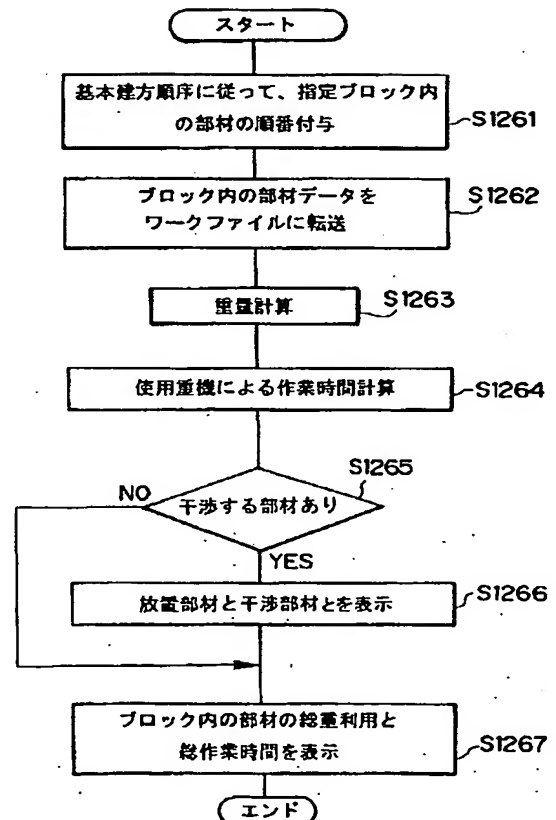 スタート
基本建方順序に従って、指定ブロック内
の部材の順番付与
S1261
ブロック内の部材データを
ワークファイルに転送
S1262
重量計算
S1263
使用重機による作業時間計算
S1264
干渉する部材あり
S1265
NO
YES
放置部材と干渉部材とを表示
S1266
ブロック内の部材の総重利用と
総作業時間を表示
S1267
エンド